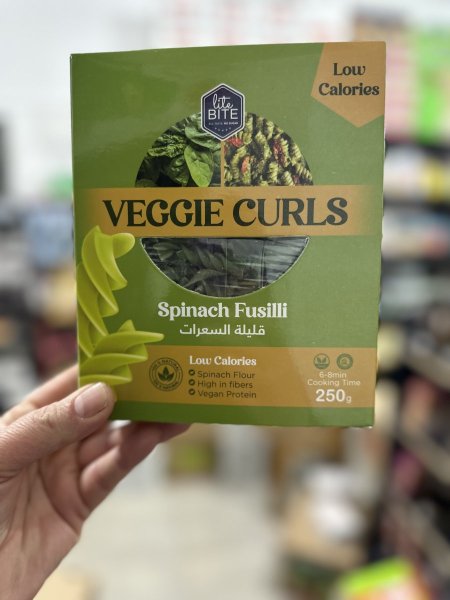 Low
Calories
lite
BITE
VEGGIE CURLS
Spinach Fusilli
قليلة السعرات
Low Calories
Spinach Flour
High in fibers
Vegan Protein
6-8min
Cooking Time
250g